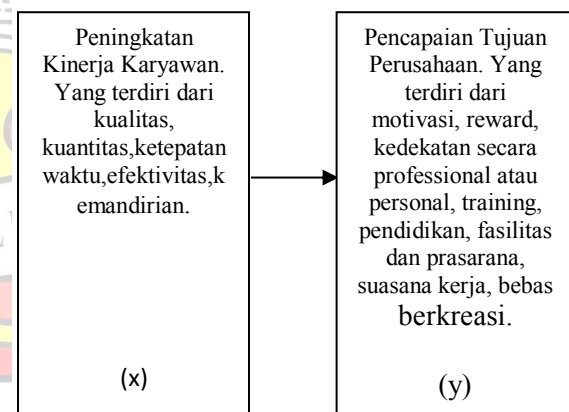 Peningkatan
Kinerja Karyawan.
Yang terdiri dari
kualitas,
kuantitas,ketepatan
waktu,efektivitas,k
emandirian.
(x)
Pencapaian Tujuan
Perusahaan. Yang
terdiri dari
motivasi, reward,
kedekatan secara
professional atau
personal, training,
pendidikan, fasilitas
dan prasarana,
suasana kerja, bebas
berkreasi.
(y)